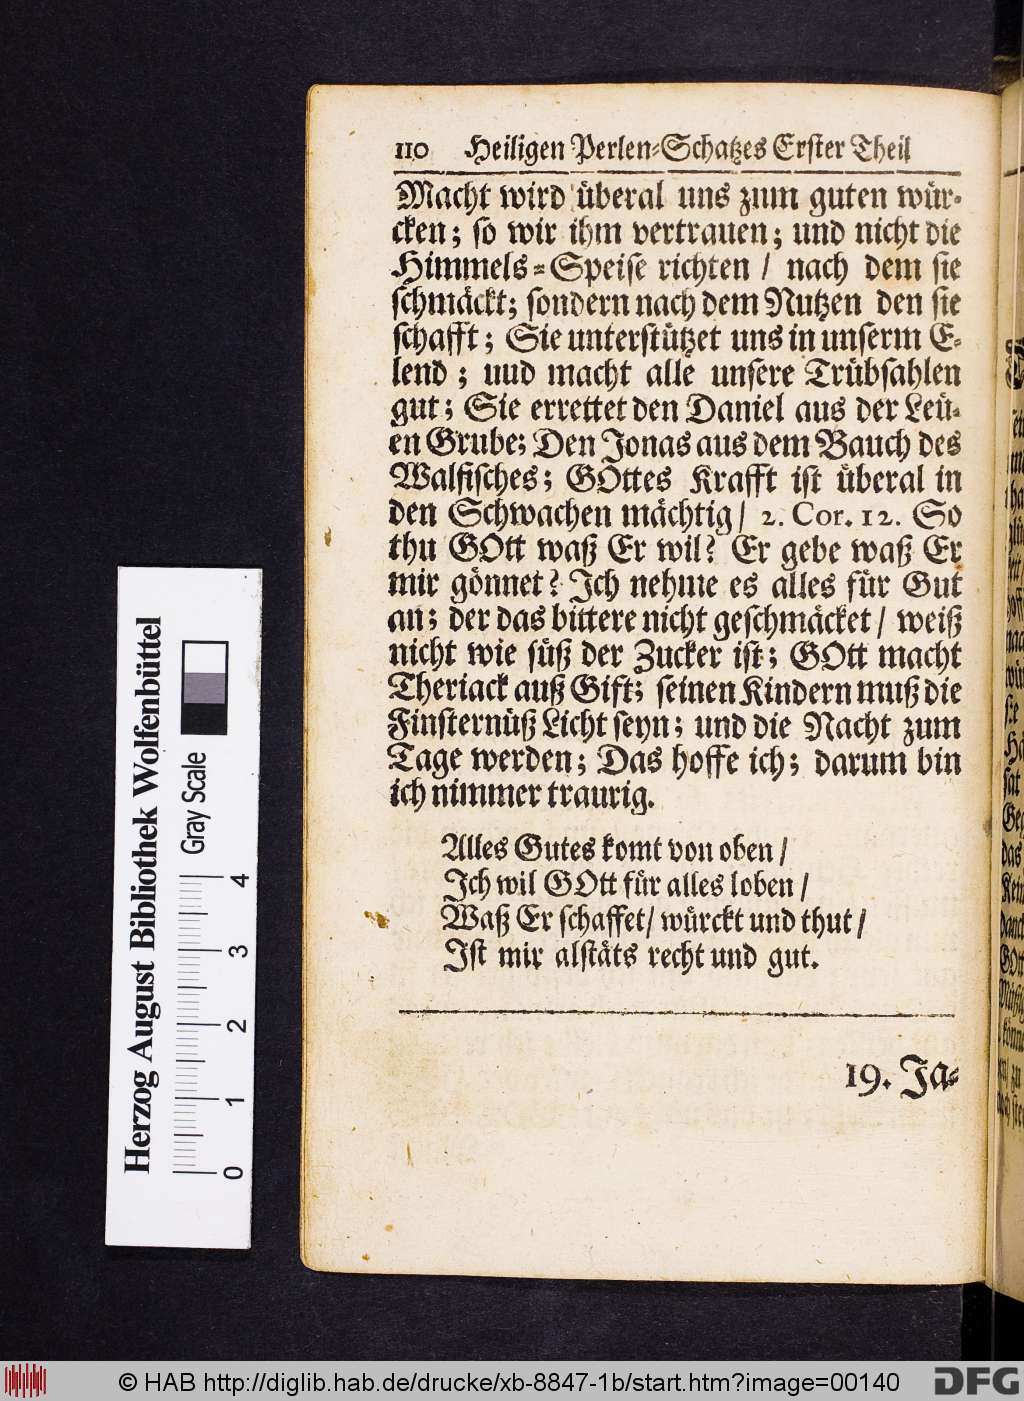 110 Heiligen Perlen-Schatzes Erster Theil
Macht wird überal uns zum guten wür-
cken; so wir ihm vertrauen; und nicht die
Himmels-Speise richten / nach dem sie
schmäckt; sondern nach dem Nutzen den sie
schafft; Sie unterstützet uns in unserm E-
lend; uud macht alle unsere Trübsahlen
gut; Sie errettet den Daniel aus der Leü-
en Grube; Den Jonas aus dem Bauch des
Walfisches; GOttes Krafft ist überal in
den Schwachen mächtig / 2. Cor. 12. So
thu GOtt waß Er wil? Er gebe waß Er
mir gönnet? Ich nehme es alles für Gut
an; der das bittere nicht geschmäcket / weiß
nicht wie süß der Zucker ist; GOtt macht
Theriack auß Gift; seinen Kindern muß die
Finsternüß Licht seyn; und die Nacht zum
Tage werden; Das hoffe ich; darum bin
ich nimmer traurig.
Alles Gutes komt von oben /
Ich wil GOtt für alles loben /
Waß Er schaffet / würckt und thut /
Ist mir alstäts recht und gut.
19. Ja-
Herzog August Bibliothek Wolfenbüttel
Gray Scale
0 1 2 3 4
© HAB http://diglib.hab.de/drucke/xb-8847-1b/start.htm?image=00140
DFG